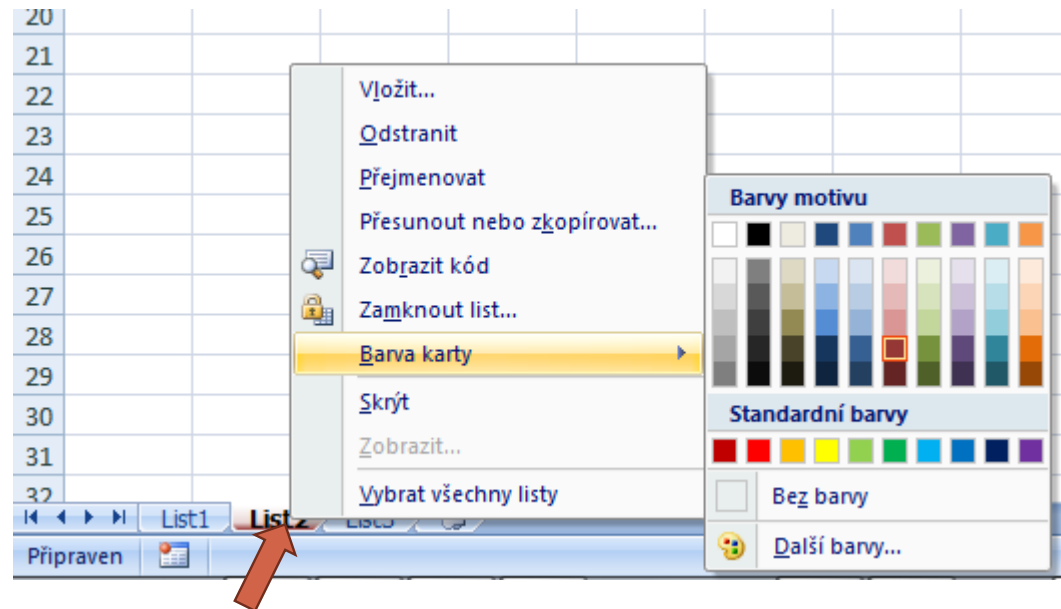 20
21
22
23
24
25
26
27
28
29
30
31
32
Vložit...
Odstranit
Přejmenovat
Přesunout nebo zkopírovat...
Zobrazit kód
Zamknout list...
Barva karty
Skrýt
Zobrazit...
Vybrat všechny listy
Barvy motivu
Standardní barvy
Bez barvy
Další barvy...
List1 List2 List3
Připraven